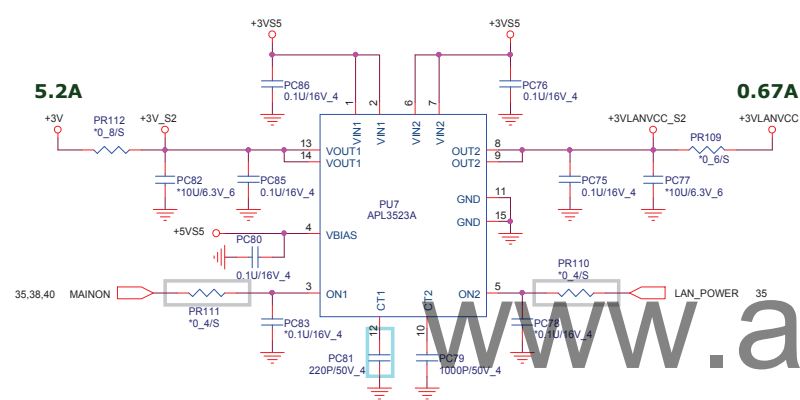 +3VS5
+3VS5
PC86
0.1U/16V_4
PC76
0.1U/16V_4
5.2A
0.67A
+3V
PR112
*0_8/S
+3V_S2
+3VLANVCC_S2
PR109
*0_6/S
+3VLANVCC
1
2
6
7
VIN1
VIN1
VIN2
VIN2
13
VOUT1
14
VOUT1
8
OUT2
9
OUT2
PC82
*10U/6.3V_6
PC85
0.1U/16V_4
PC75
0.1U/16V_4
PC77
*10U/6.3V_6
PU7
APL3523A
11
GND
15
GND
+5VS5
4
VBIAS
PC80
0.1U/16V_4
35,38,40
MAINON
PR111
*0_4/S
3
ON1
CT1
CT2
ON2
5
PR110
*0_4/S
LAN_POWER
35
PC83
*0.1U/16V_4
12
10
PC78
*0.1U/16V_4
PC81
220P/50V_4
PC79
1000P/50V_4
www.a